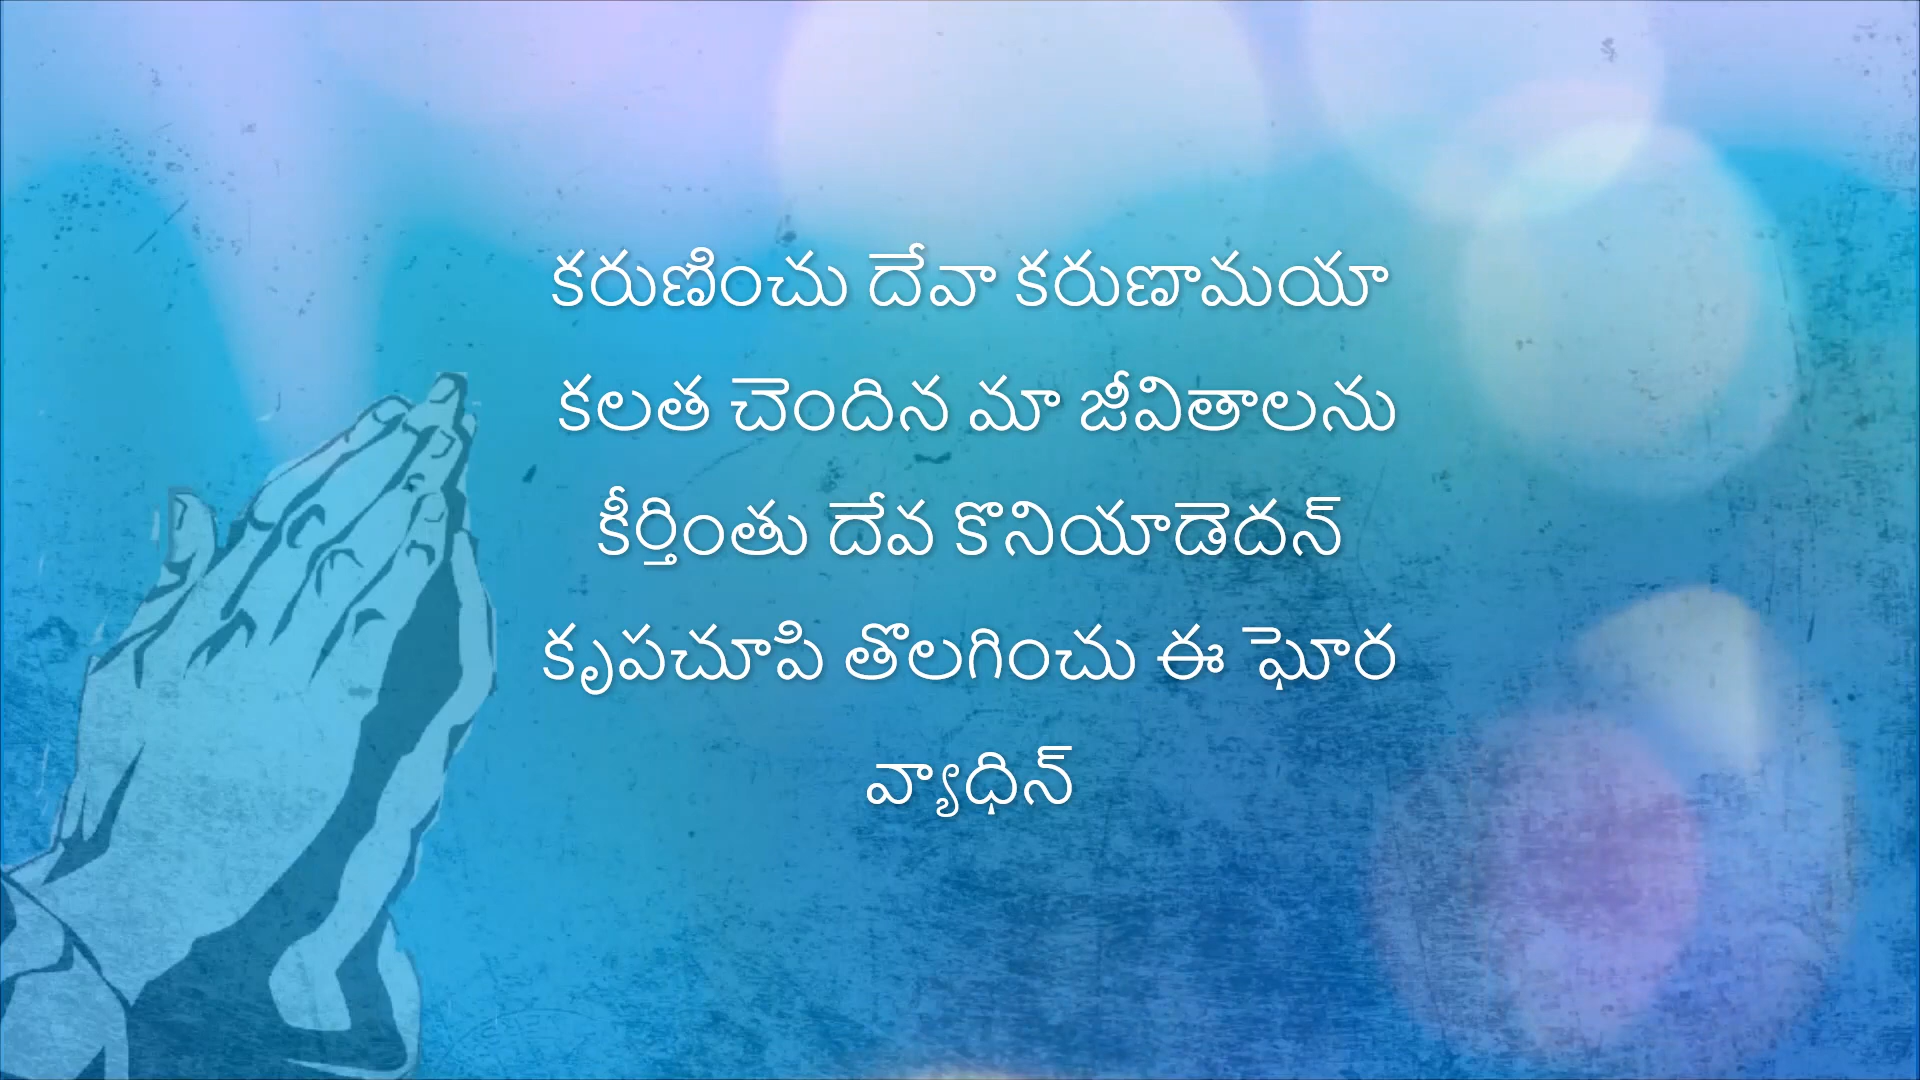 కరుణించు దేవా కరుణామయా
కలత చెందిన మా జీవితాలను
కీర్తింతు దేవ కొనియాడెదన్
కృపచూపి తొలగించు ఈ ఘోర
వ్యాధిన్